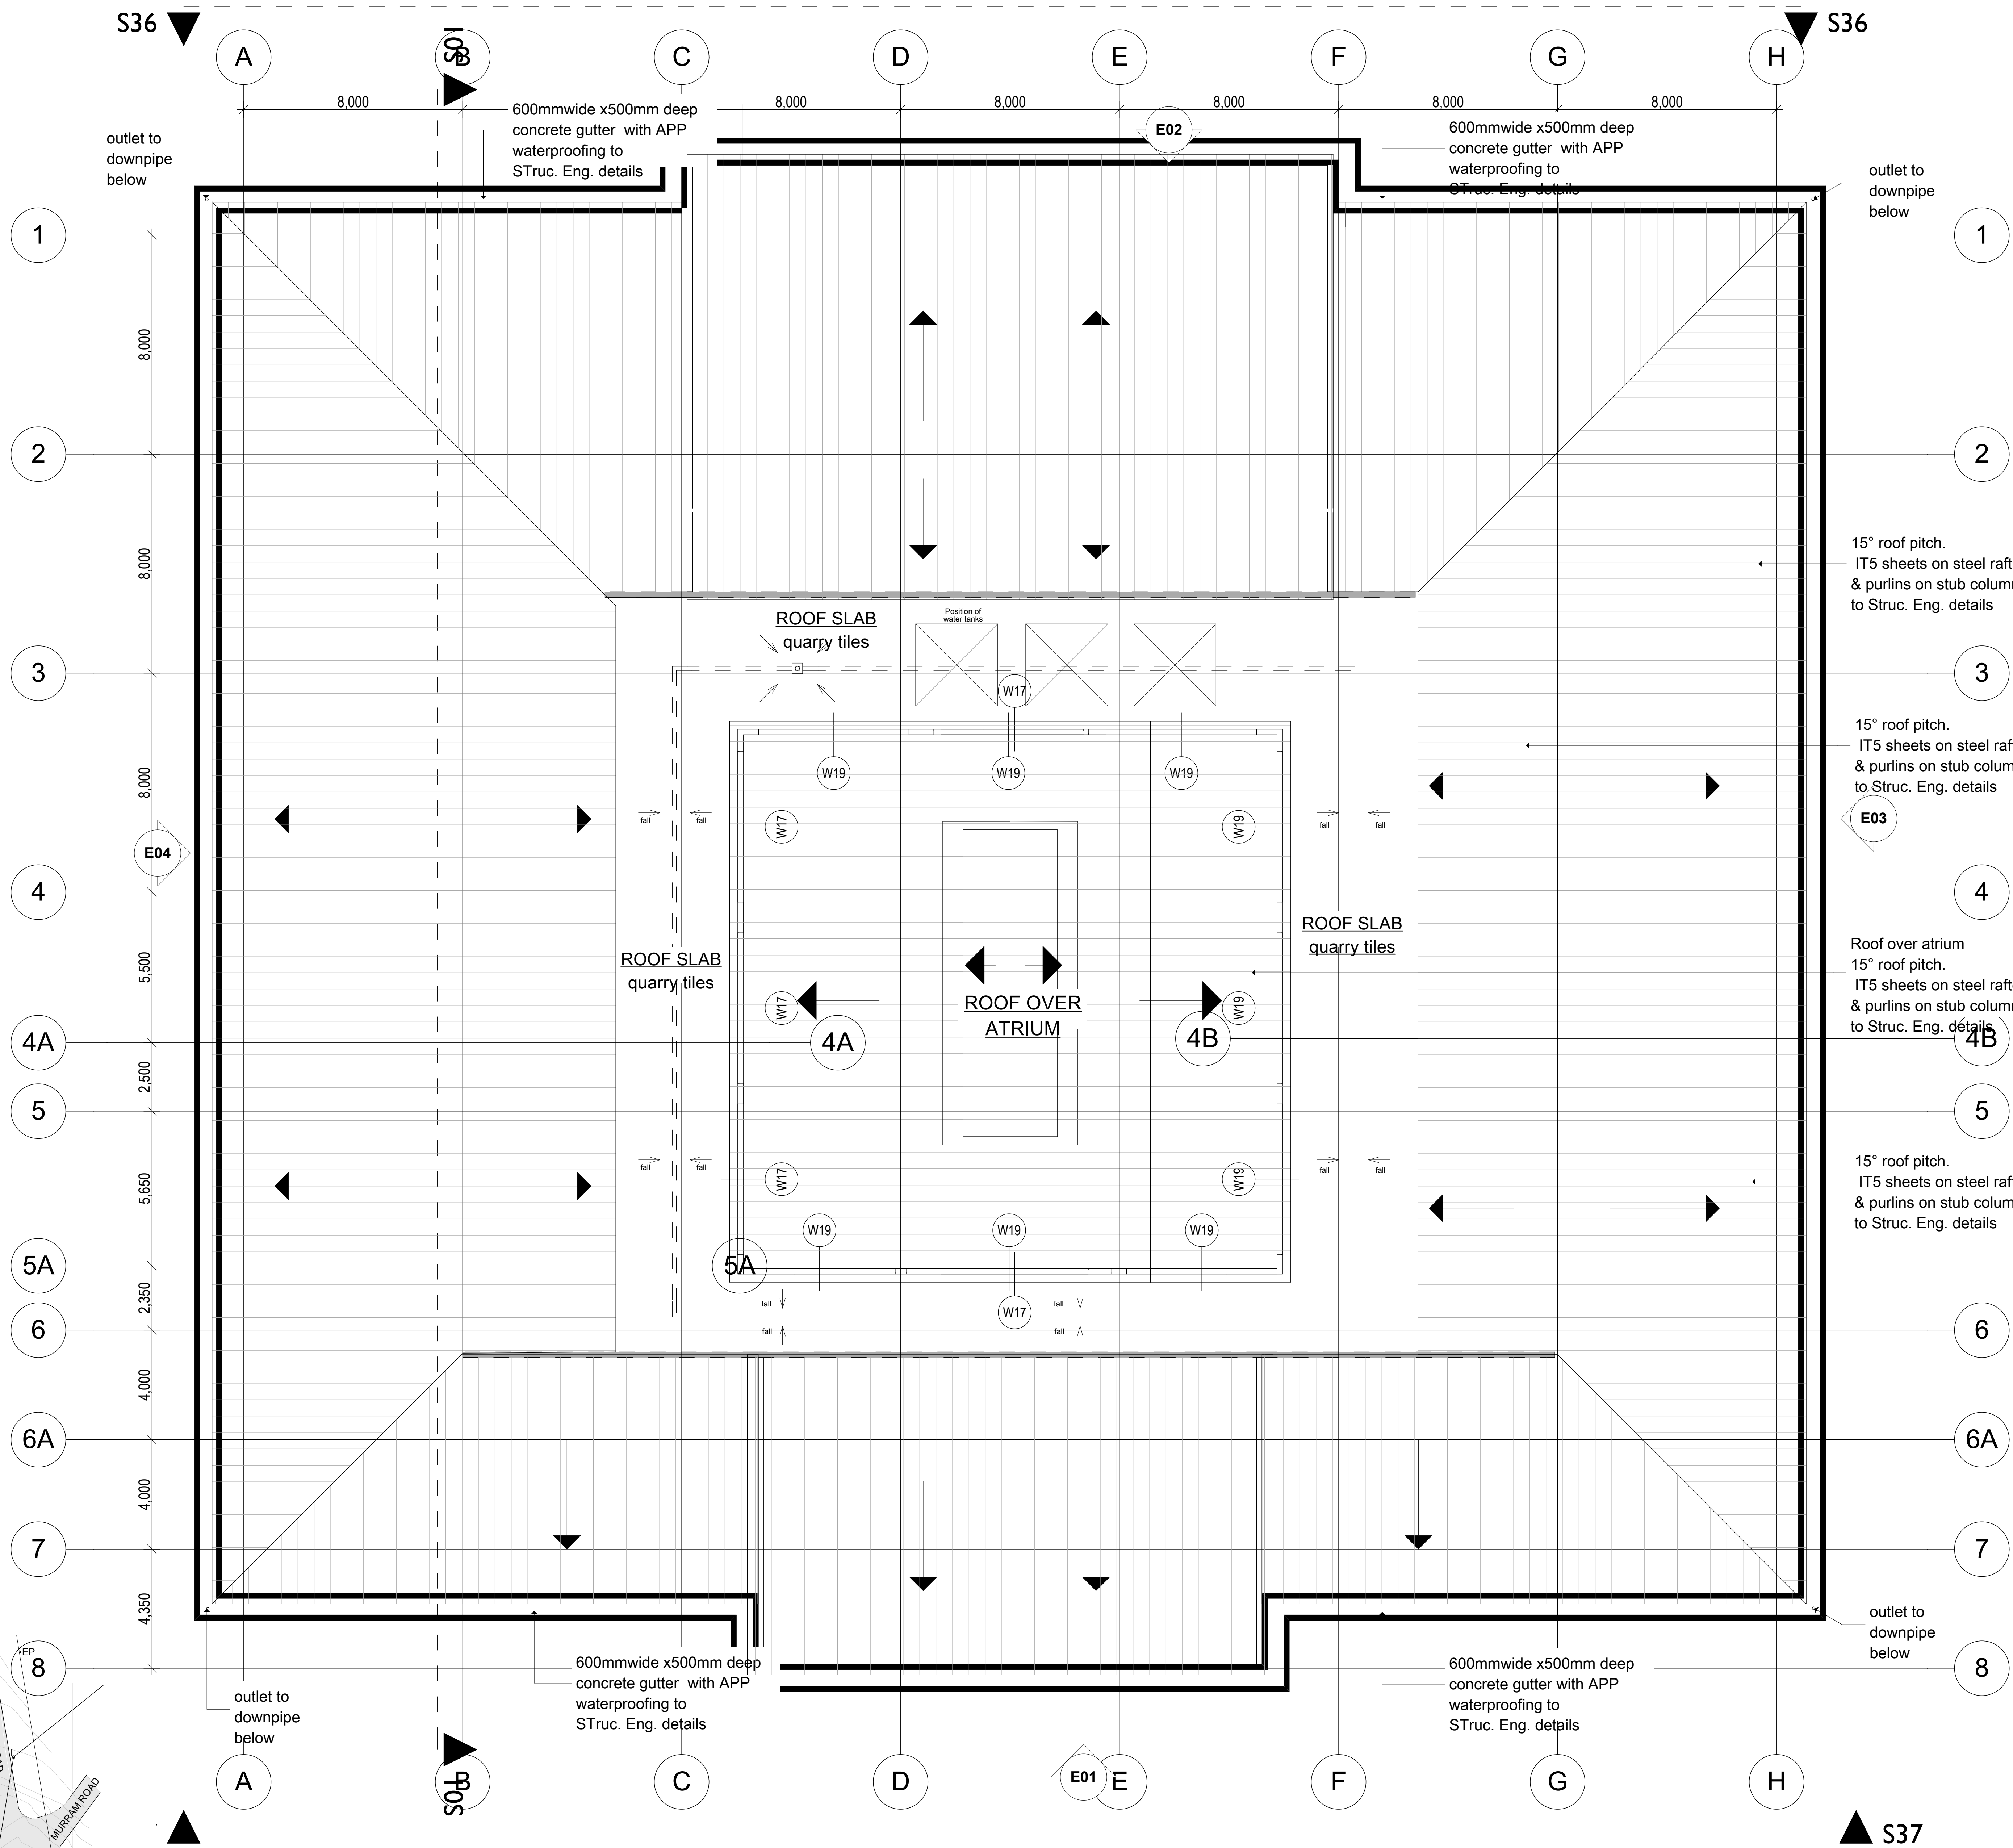 S36
S36
A
B
C
D
E
F
G
H
S01
8,000
8,000
8,000
8,000
8,000
8,000
600mmwide x500mm deep
concrete gutter with APP
waterproofing to
STruc. Eng. details
E02
600mmwide x500mm deep
concrete gutter with APP
waterproofing to
STruc. Eng. details
outlet to
downpipe
below
outlet to
downpipe
below
1
1
8,000
2
2
8,000
15° roof pitch.
IT5 sheets on steel
& purlins on stub
to Struc. Eng. details
ROOF SLAB
quarry tiles
Position of
water tanks
3
3
W17
15° roof pitch.
IT5 sheets on steel
& purlins on stub
to Struc. Eng. details
8,000
W19
W19
W19
fall
fall
W17
W19
fall
fall
E04
E03
4
4
ROOF SLAB
quarry tiles
ROOF SLAB
quarry tiles
5,500
Roof over atrium
15° roof pitch.
IT5 sheets on steel
& purlins on stub
to Struc. Eng. details
W17
ROOF OVER
ATRIUM
W19
4A
4A
4B
4B
2,500
5
5
fall
fall
fall
fall
5,650
W17
W19
15° roof pitch.
IT5 sheets on steel
& purlins on stub
to Struc. Eng. details
W19
W19
W19
5A
5A
2,350
fall
fall
W17
6
fall
fall
6
4,000
6A
6A
4,000
7
7
4,350
outlet to
downpipe
below
EP
8
8
600mmwide x500mm deep
concrete gutter with APP
waterproofing to
STruc. Eng. details
600mmwide x500mm deep
concrete gutter with APP
waterproofing to
STruc. Eng. details
outlet to
downpipe
below
A
B
C
D
E01
E
F
G
H
S01
MURRAM ROAD
S37